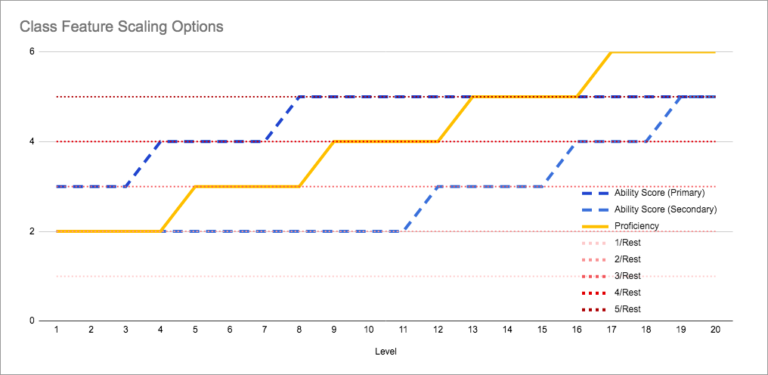 Class Feature Scaling Options
6
4
2
0
Ability Score (Primary)
Ability Score (Secondary)
Proficiency
1/Rest
2/Rest
3/Rest
4/Rest
5/Rest
1 2 3 4 5 6 7 8 9 10 11 12 13 14 15 16 17 18 19 20
Level